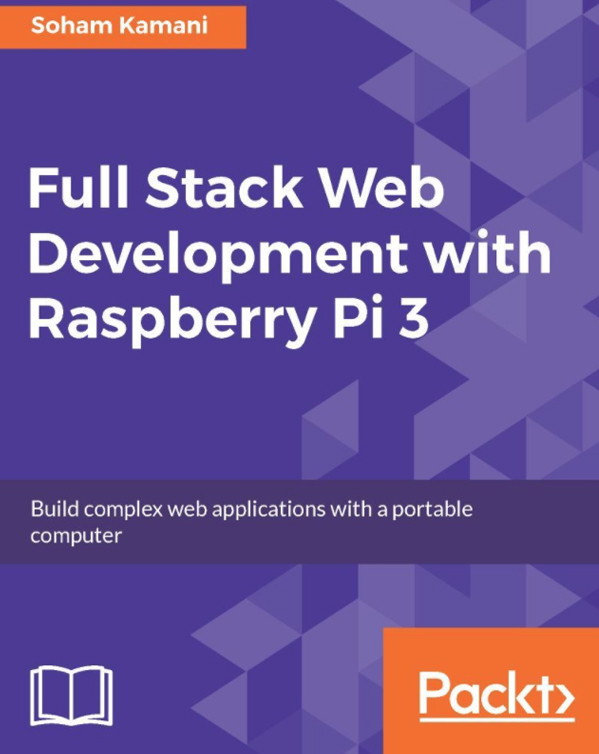 Soham Kamani
Full Stack Web
Development with
Raspberry Pi 3
Build complex web applications with a portable
computer
Packt>